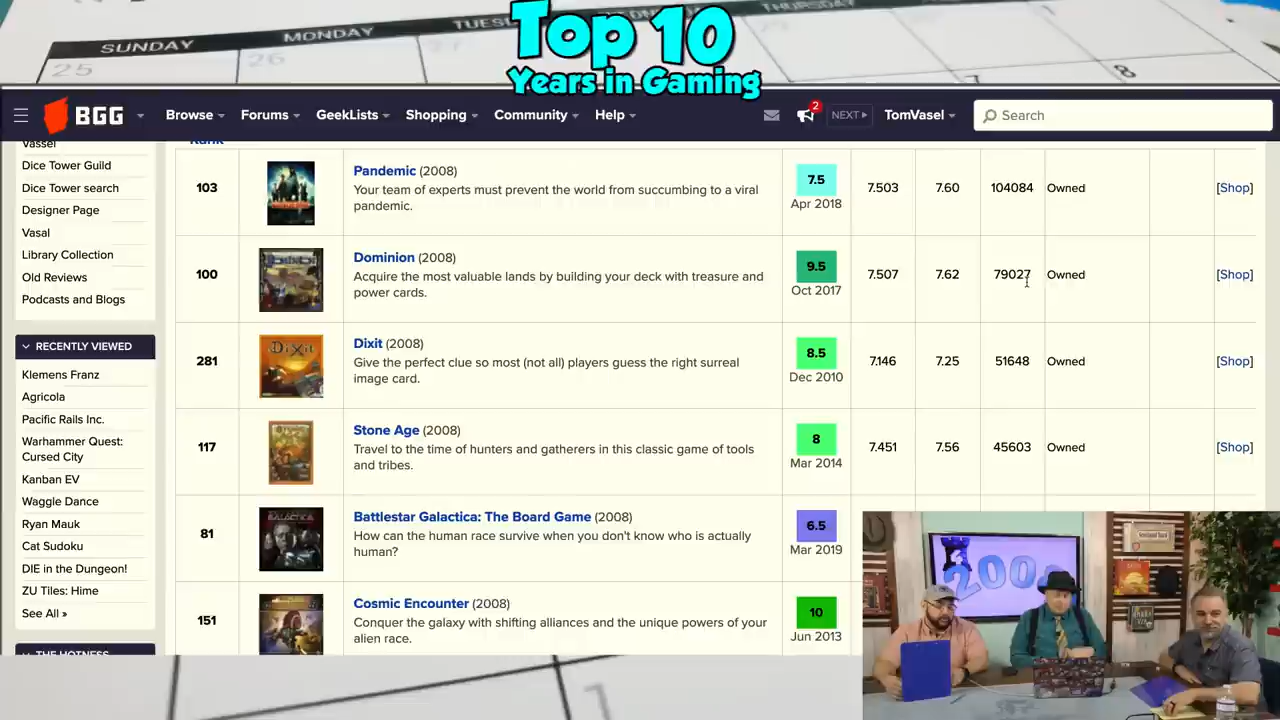 Top 10
Years in Gaming
SUNDAY
MONDAY
THURSDAY
25
26
7
8
BGG
Browse
Forums
GeekLists
Shopping
Community
Help
2
NEXT
TomVasel
Search
Vassel
Dice Tower Guild
Dice Tower search
Designer Page
Vasal
Library Collection
Old Reviews
Podcasts and Blogs
RECENTLY VIEWED
Klemens Franz
Agricola
Pacific Rails Inc.
Warhammer Quest:
Cursed City
Kanban EV
Waggle Dance
Ryan Mauk
Cat Sudoku
DIE in the Dungeon!
ZU Tiles: Hime
See All »
THE HOTNESS
Rank
103
Pandemic (2008)
Your team of experts must prevent the world from succumbing to a viral
pandemic.
7.5
Apr 2018
7.503
7.60
104084
Owned
[Shop]
100
Dominion (2008)
Acquire the most valuable lands by building your deck with treasure and
power cards.
9.5
Oct 2017
7.507
7.62
79027
Owned
[Shop]
281
DiXit
Dixit (2008)
Give the perfect clue so most (not all) players guess the right surreal
image card.
8.5
Dec 2010
7.146
7.25
51648
Owned
[Shop]
117
Stone Age (2008)
Travel to the time of hunters and gatherers in this classic game of tools
and tribes.
8
Mar 2014
7.451
7.56
45603
Owned
[Shop]
81
Battlestar Galactica: The Board Game (2008)
How can the human race survive when you don't know who is actually
human?
6.5
Mar 2019
151
Cosmic Encounter (2008)
Conquer the galaxy with shifting alliances and the unique powers of your
alien race.
10
Jun 2013